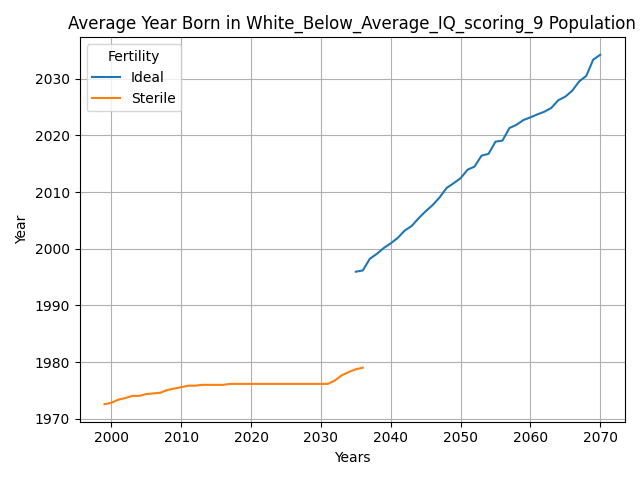 Average Year Born in White_Below_Average_IQ_scoring_9 Population
Fertility
Ideal
Sterile
2030
2020
2010
2000
1990
1980
1970
Year
2000 2010 2020 2030 2040 2050 2060 2070
Years